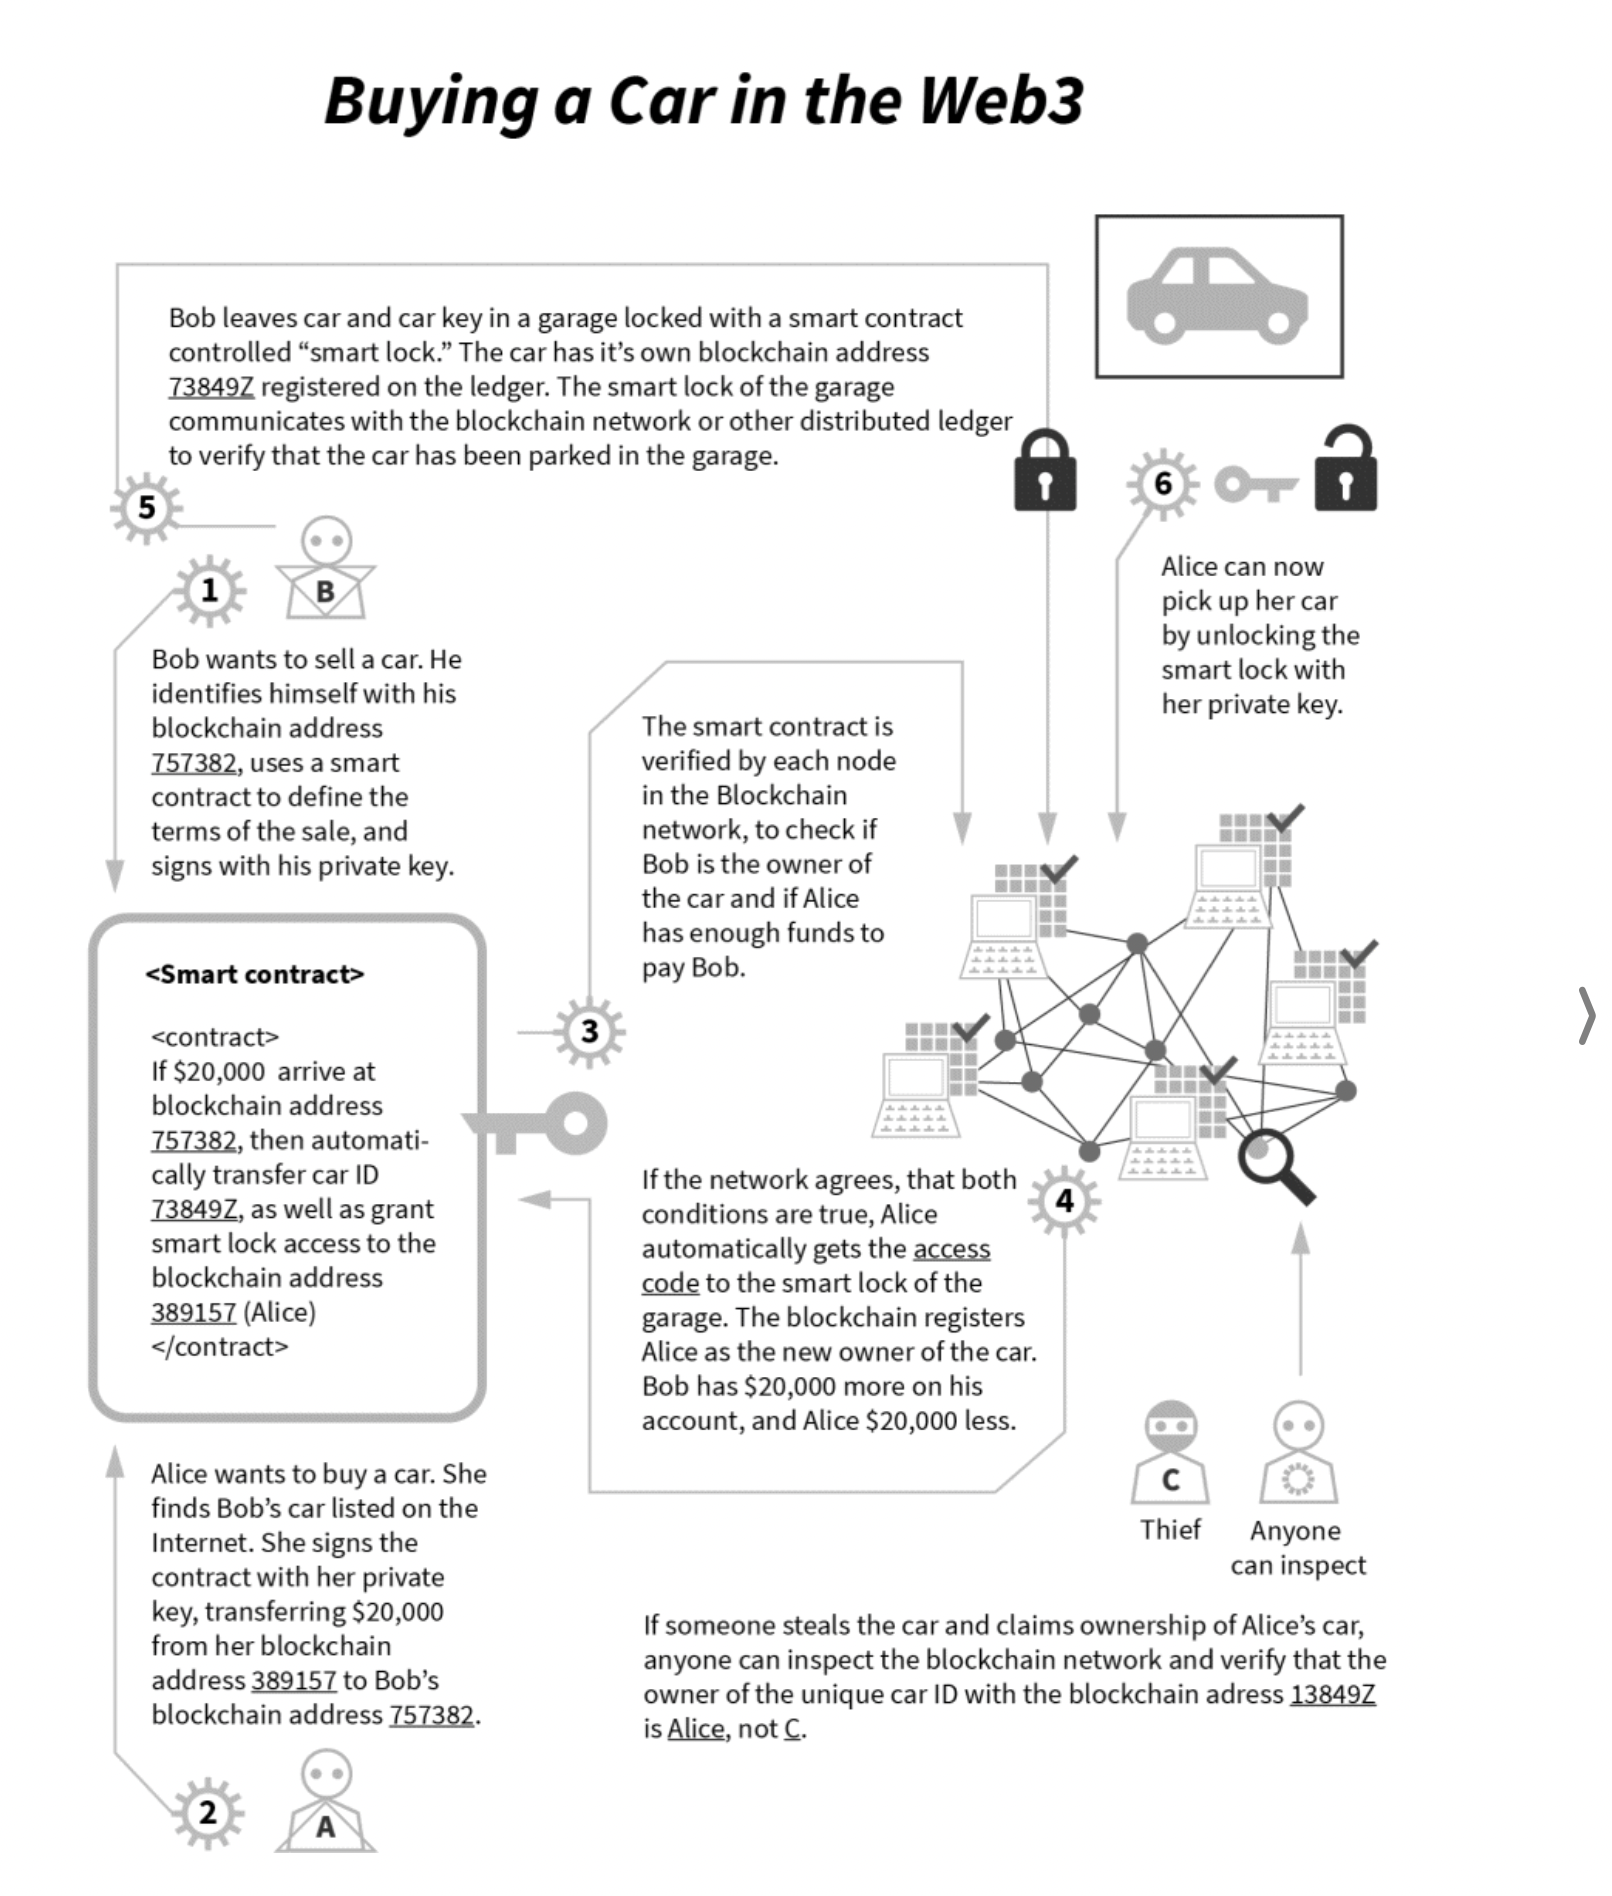 Buying a Car in the Web3
Bob leaves car and car key in a garage locked with a smart contract
controlled “smart lock.” The car has it’s own blockchain address
73849Z registered on the ledger. The smart lock of the garage
communicates with the blockchain network or other distributed ledger
to verify that the car has been parked in the garage.
5
B
1
Bob wants to sell a car. He
identifies himself with his
blockchain address
757382, uses a smart
contract to define the
terms of the sale, and
signs with his private key.
<Smart contract>
<contract>
If $20,000 arrive at
blockchain address
757382, then automati-
cally transfer car ID
73849Z, as well as grant
smart lock access to the
blockchain address
389157 (Alice)
</contract>
Alice wants to buy a car. She
finds Bob’s car listed on the
Internet. She signs the
contract with her private
key, transferring $20,000
from her blockchain
address 389157 to Bob’s
blockchain address 757382.
2
A
The smart contract is
verified by each node
in the Blockchain
network, to check if
Bob is the owner of
the car and if Alice
has enough funds to
pay Bob.
3
If the network agrees, that both
conditions are true, Alice
automatically gets the access
code to the smart lock of the
garage. The blockchain registers
Alice as the new owner of the car.
Bob has $20,000 more on his
account, and Alice $20,000 less.
4
6
Alice can now
pick up her car
by unlocking the
smart lock with
her private key.
C
Thief
Anyone
can inspect
If someone steals the car and claims ownership of Alice’s car,
anyone can inspect the blockchain network and verify that the
owner of the unique car ID with the blockchain adress 13849Z
is Alice, not C.